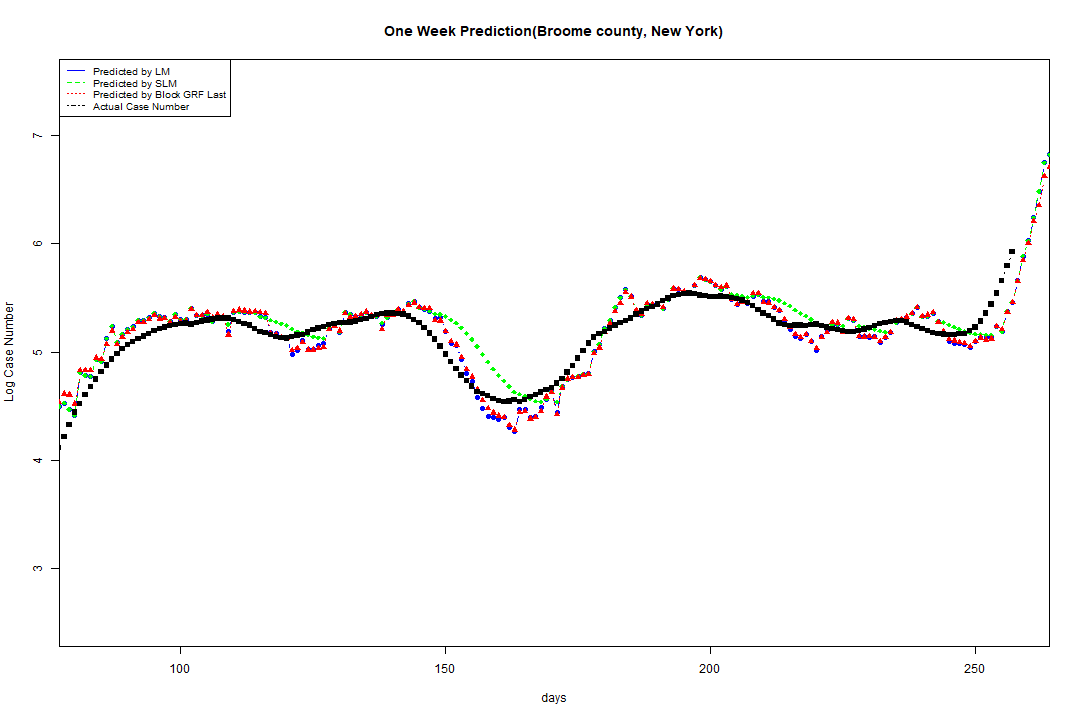 One Week Prediction(Broome county, New York)
Predicted by LM
Predicted by SLM
Predicted by Block GRF Last
Actual Case Number
7
6
5
4
3
Log Case Number
100 150 200 250
days